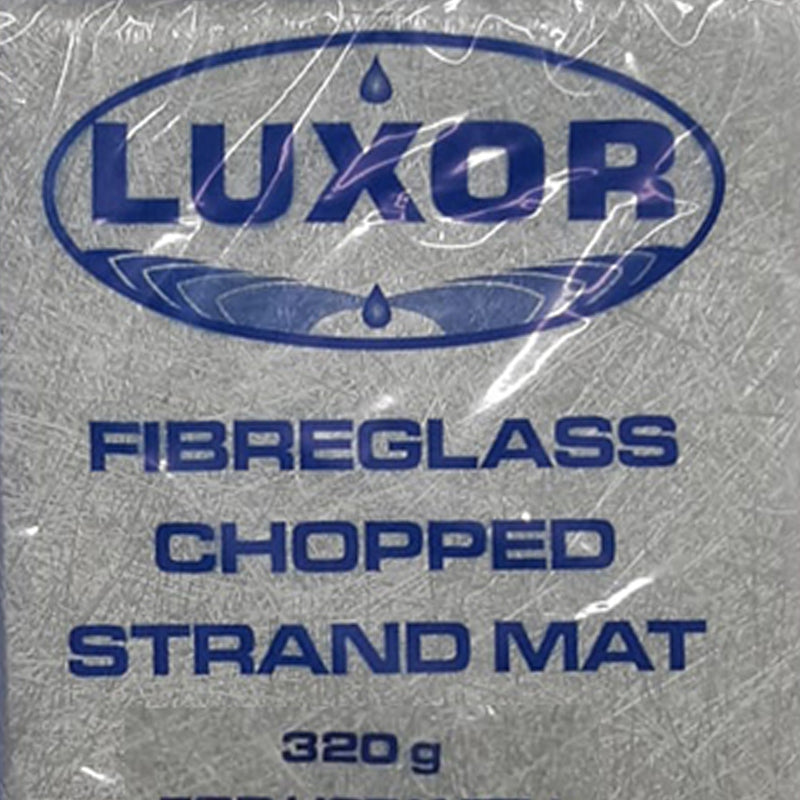 LUXOR
FIBREGLASS
CHOPPED
STRAND MAT
320 g